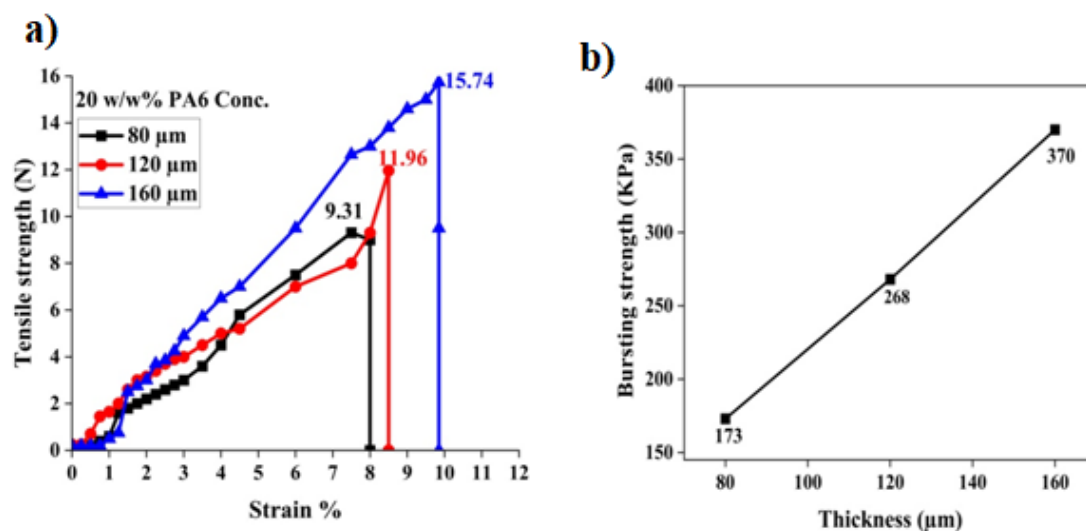 a)
Tensile strength (N)
16
14
12
10
8
6
4
2
0
20 w/w% PA6 Conc.
80 µm
120 µm
160 µm
15.74
11.96
9.31
0 1 2 3 4 5 6 7 8 9 10 11 12
Strain %
b)
Bursting strength (KPa)
400
350
300
250
200
150
370
268
173
80 100 120 140 160
Thickness (µm)